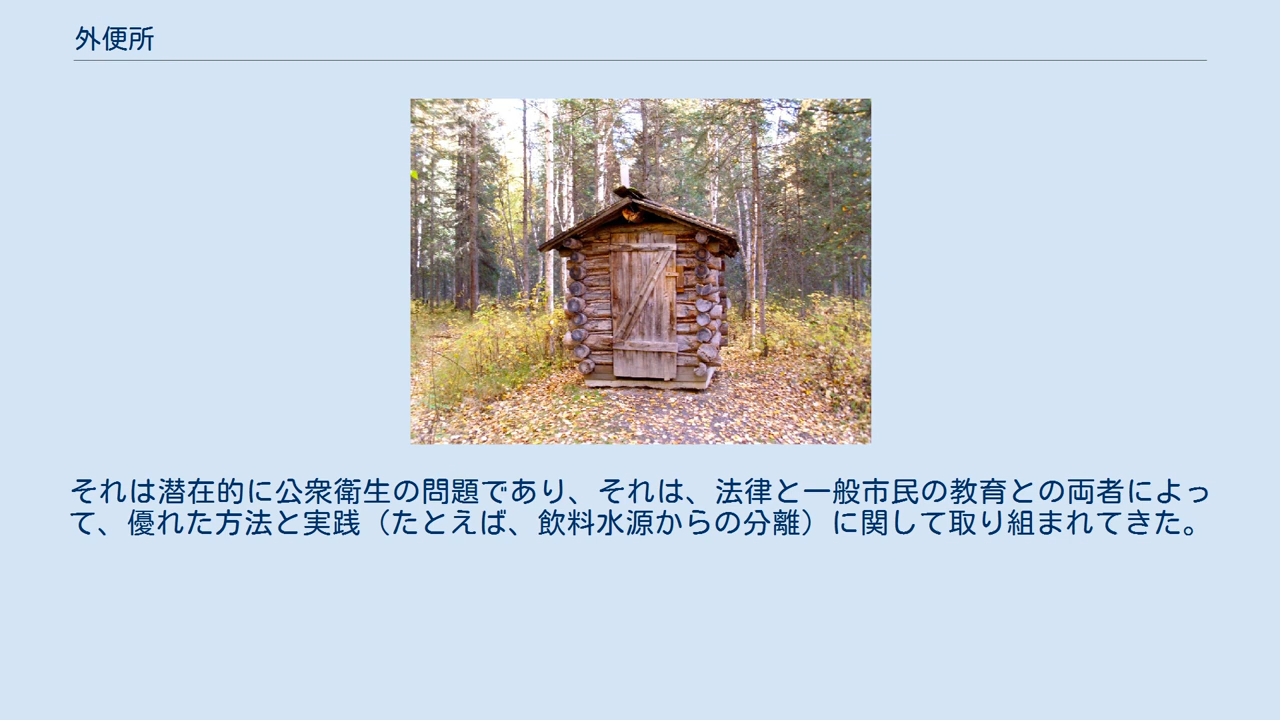 外便所
それは潜在的に公衆衛生の問題であり、それは、法律と一般市民の教育との両者によっ
て、優れた方法と実践（たとえば、飲料水源からの分離）に関して取り組まれてきた。